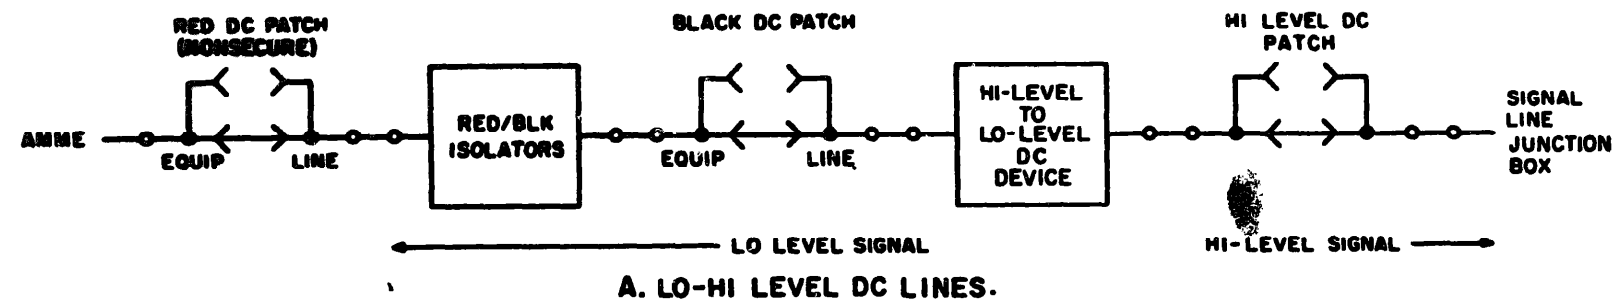 RED DC PATCH
(NONSECURE)
BLACK DC PATCH
HI LEVEL DC
PATCH
AMME
EQUIP
LINE
RED/BLK
ISOLATORS
EQUIP
LINE
HI-LEVEL
TO
LO-LEVEL
DC
DEVICE
SIGNAL
LINE
JUNCTION
BOX
LO LEVEL SIGNAL
HI-LEVEL SIGNAL
A. LO-HI LEVEL DC LINES.